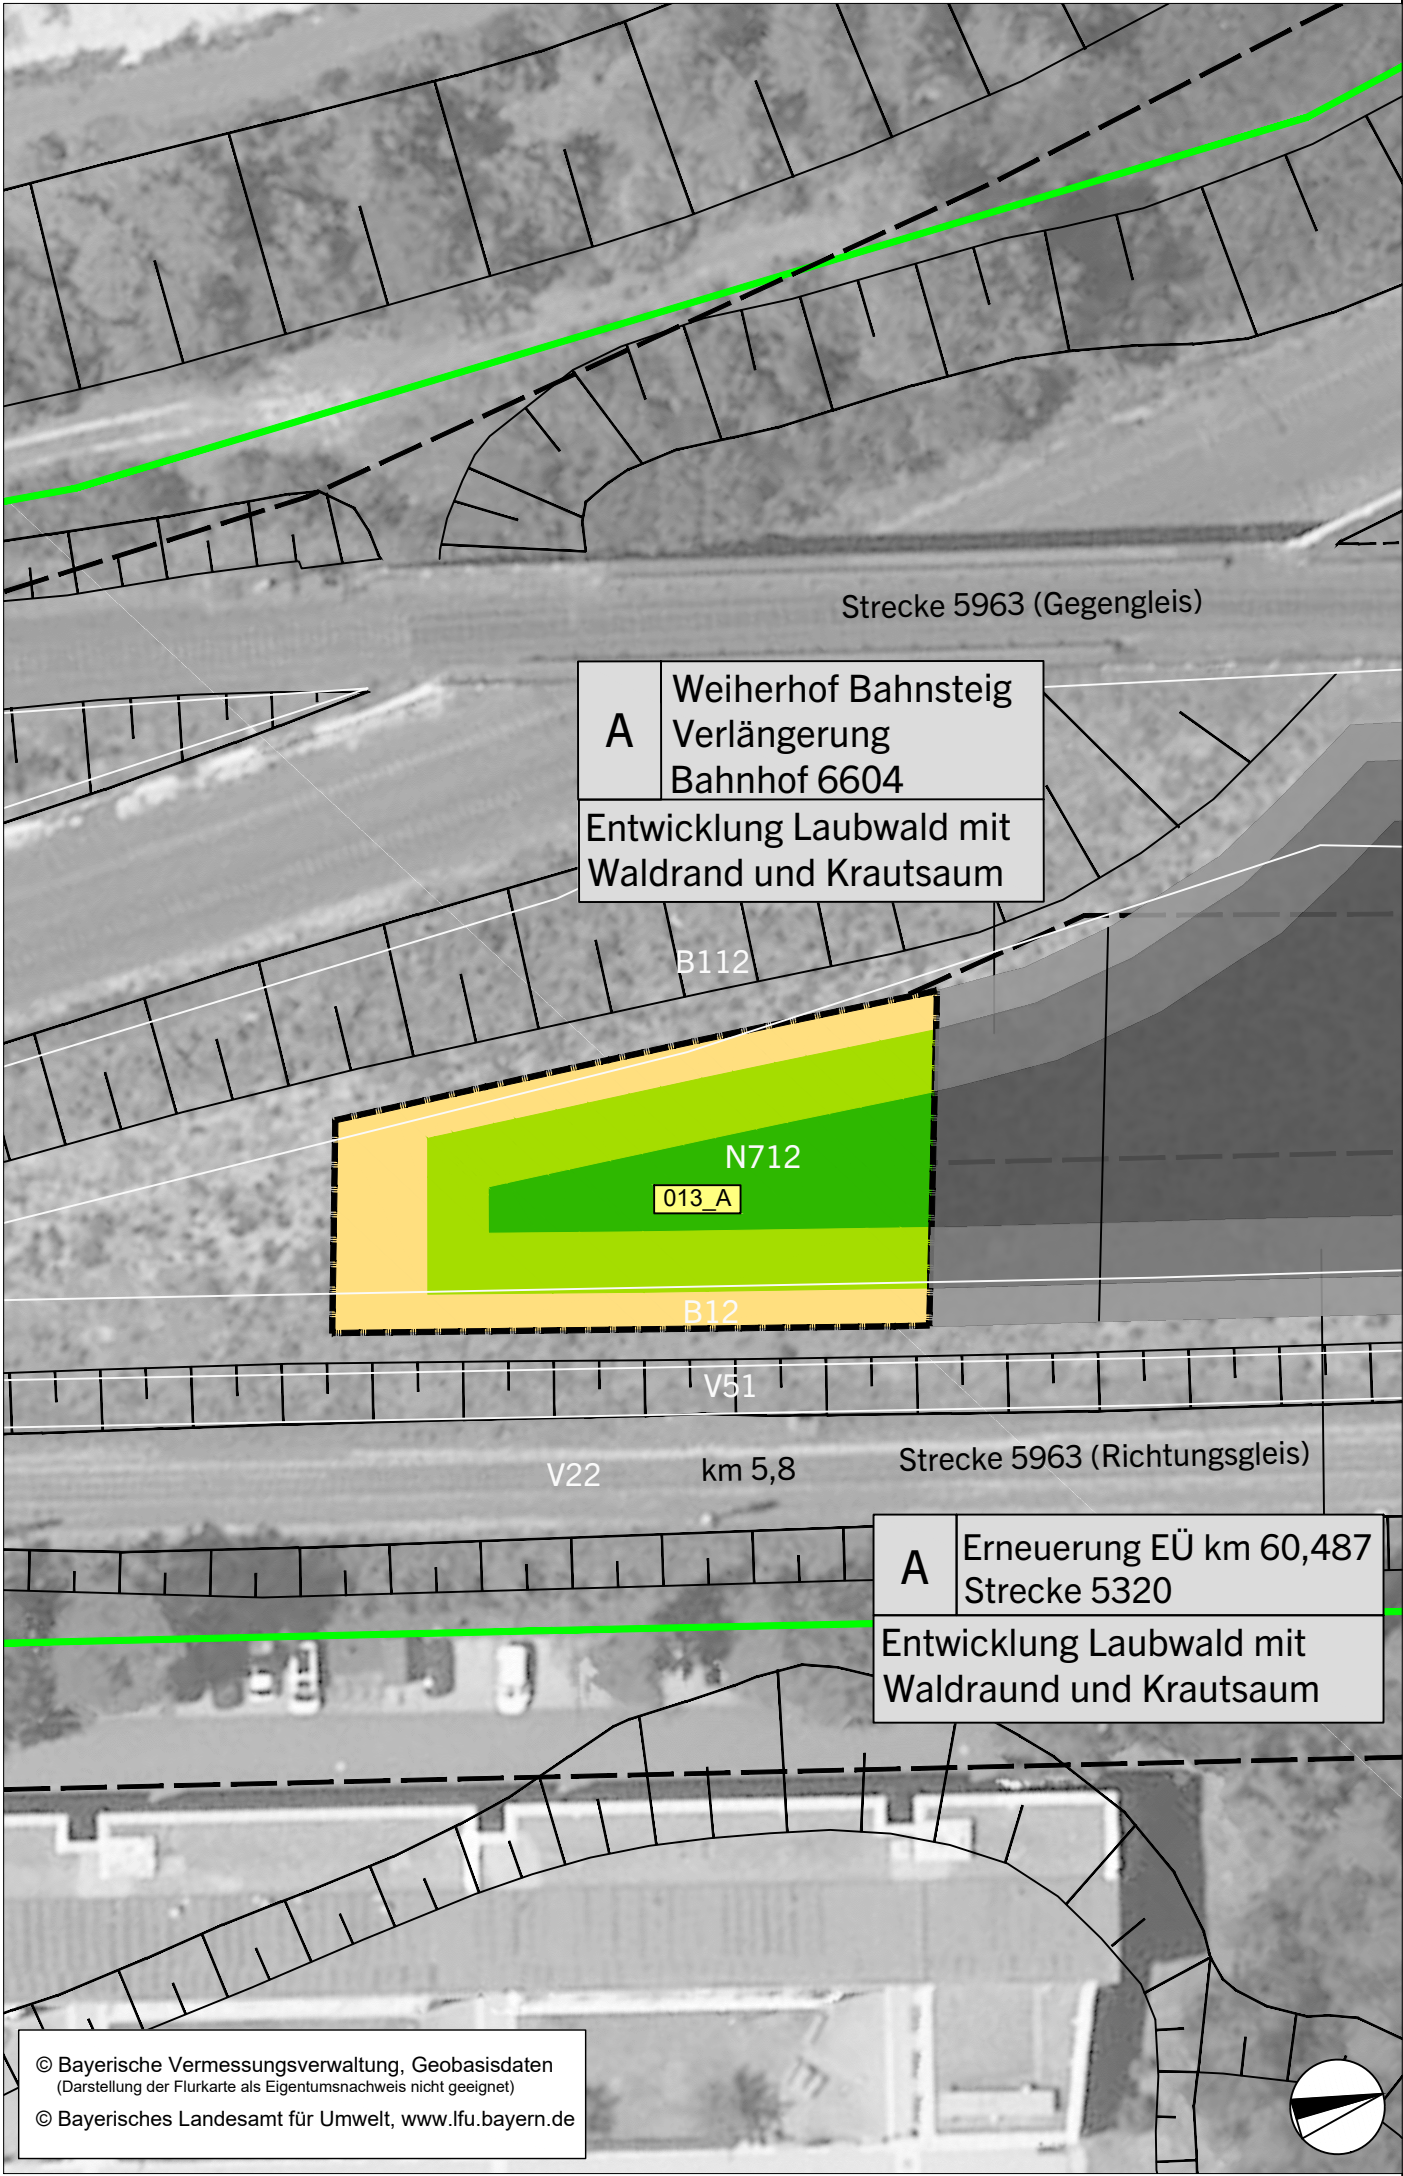 Strecke 5963 (Gegengleis)
A
Weiherhof Bahnsteig
Verlängerung
Bahnhof 6604
Entwicklung Laubwald mit
Waldrand und Krautsaum
B112
N712
013_A
B12
V51
V22
km 5,8
Strecke 5963 (Richtungsgleis)
A
Erneuerung EÜ km 60,487
Strecke 5320
Entwicklung Laubwald mit
Waldraund und Krautsaum
© Bayerische Vermessungsverwaltung, Geobasisdaten
(Darstellung der Flurkarte als Eigentumsnachweis nicht geeignet)
© Bayerisches Landesamt für Umwelt, www.lfu.bayern.de